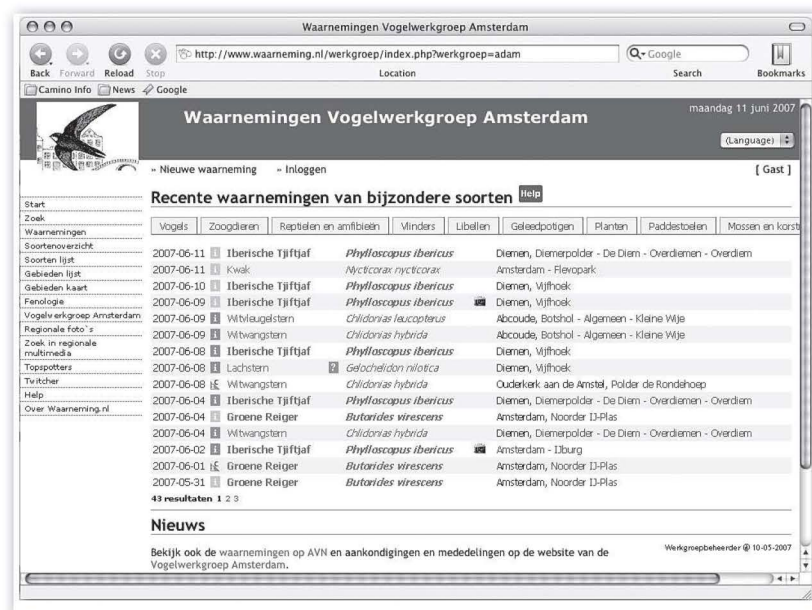 Waarnemingen Vogelwerkgroep Amsterdam
http://www.waarneming.nl/werkgroep/index.php?werkgroep=adam
Google
Back Forward Reload Stop Location Search Bookmarks
Camino Info News Google
maandag 11 juni 2007
Waarnemingen Vogelwerkgroep Amsterdam
(Language)
» Nieuwe waarneming » Inloggen [ Gast ]
Recente waarnemingen van bijzondere soorten Help
Start
Zoek
Waarnemingen
Soortenoverzicht
Soorten lijst
Gebieden lijst
Gebieden kaart
Fenologie
Vogelwerkgroep Amsterdam
Regionale foto`s
Zoek in regionale
multimedia
Topspotters
Twitcher
Help
Over Waarneming.nl
Vogels Zoogdieren Reptielen en amfibieën Vlinders Libellen Geleedpotigen Planten Paddestoelen Mossen en korst
2007-06-11 i Iberische Tjiftjaf Phylloscopus ibericus Diemen, Diemerpolder - De Diem - Overdiemen - Overdiem
2007-06-11 i Kwak Nycticorax nycticorax Amsterdam - Flevopark
2007-06-10 i Iberische Tjiftjaf Phylloscopus ibericus Diemen, Vijfhoek
2007-06-09 i Iberische Tjiftjaf Phylloscopus ibericus Diemen, Vijfhoek
2007-06-09 i Witvleugelstern Chlidonias leucopterus Abcoude, Botshol - Algemeen - Kleine Wije
2007-06-09 i Witwangstern Chlidonias hybrida Abcoude, Botshol - Algemeen - Kleine Wije
2007-06-08 i Iberische Tjiftjaf Phylloscopus ibericus Diemen, Vijfhoek
2007-06-08 i Lachstern ? Gelochelidon nilotica Diemen, Vijfhoek
2007-06-08 Witwangstern Chlidonias hybrida Ouderkerk aan de Amstel, Polder de Rondehoep
2007-06-04 i Iberische Tjiftjaf Phylloscopus ibericus Diemen, Diemerpolder - De Diem - Overdiemen - Overdiem
2007-06-04 i Groene Reiger Butorides virescens Amsterdam, Noorder IJ-Plas
2007-06-04 i Witwangstern Chlidonias hybrida Diemen, Diemerpolder - De Diem - Overdiemen - Overdiem
2007-06-02 i Iberische Tjiftjaf Phylloscopus ibericus Amsterdam - IJburg
2007-06-01 Groene Reiger Butorides virescens Amsterdam, Noorder IJ-Plas
2007-05-31 i Groene Reiger Butorides virescens Amsterdam, Noorder IJ-Plas
43 resultaten 1 2 3
Nieuws
Bekijk ook de waarnemingen op AVN en aankondigingen en mededelingen op de website van de
Vogelwerkgroep Amsterdam.
Werkgroepbeheerder @ 10-05-2007